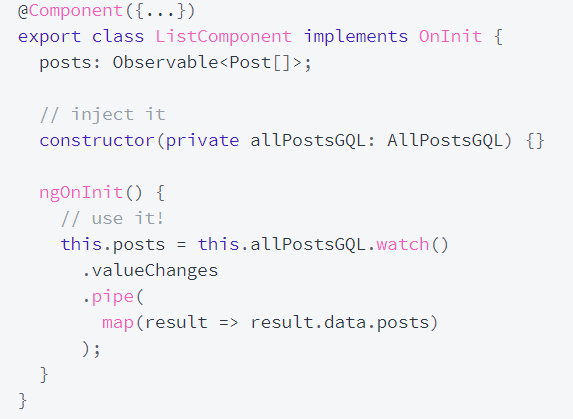 @Component({...})
export class ListComponent implements OnInit {
  posts: Observable<Post[]>;

  // inject it
  constructor(private allPostsGQL: AllPostsGQL) {}

  ngOnInit() {
    // use it!
    this.posts = this.allPostsGQL.watch()
      .valueChanges
      .pipe(
        map(result => result.data.posts)
      );
  }
}